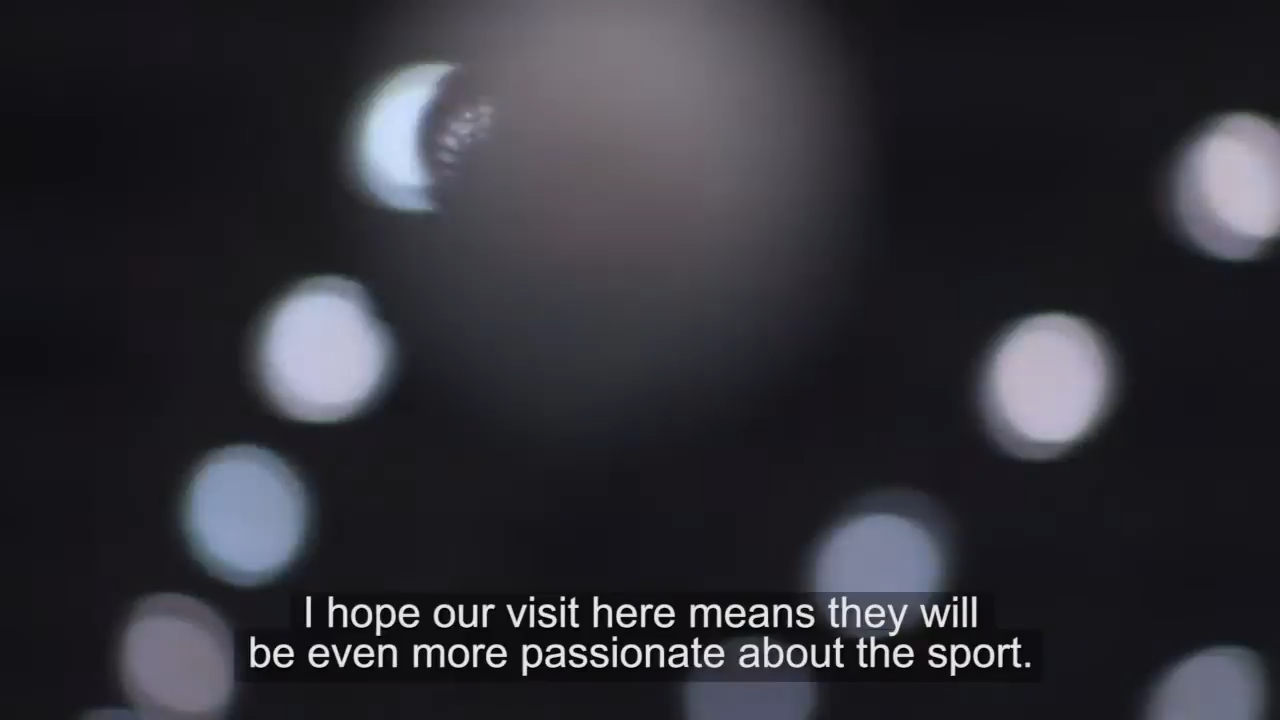 I hope our visit here means they will
be even more passionate about the sport.